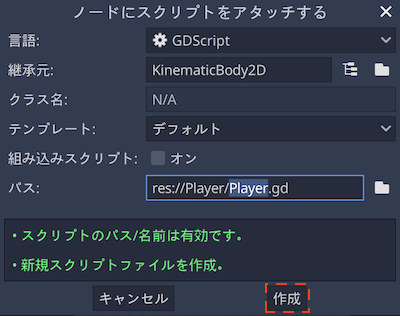 ノードにスクリプトをアタッチする
言語: GDScript
継承元: KinematicBody2D
クラス名: N/A
テンプレート: デフォルト
組み込みスクリプト: オン
パス: res://Player/Player.gd
• スクリプトのパス/名前は有効です。
• 新規スクリプトファイルを作成。
キャンセル 作成